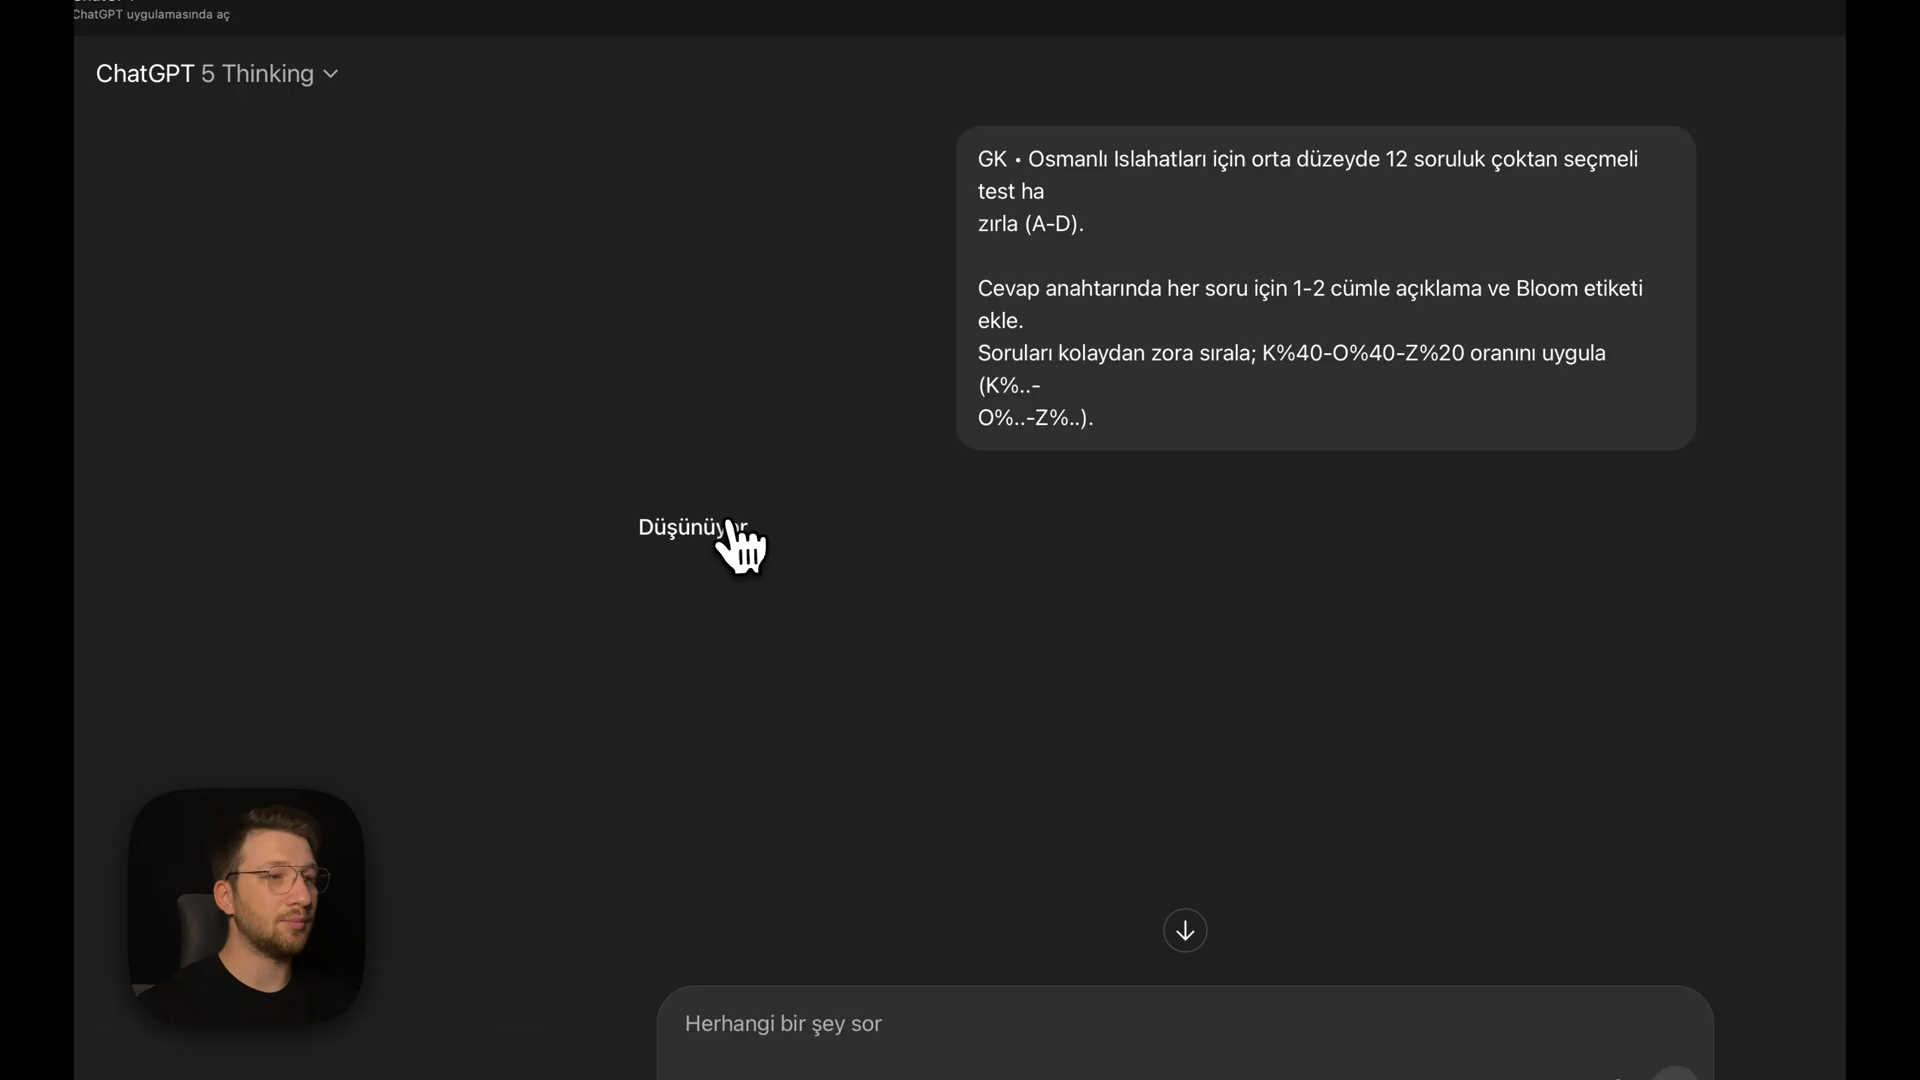 ChatGPT uygulamasında aç
ChatGPT 5 Thinking
GK • Osmanlı Islahatları için orta düzeyde 12 soruluk çoktan seçmeli
test ha
zırla (A-D).
Cevap anahtarında her soru için 1-2 cümle açıklama ve Bloom etiketi
ekle.
Soruları kolaydan zora sırala; K%40-O%40-Z%20 oranını uygula
(K%..-
O%..-Z%..).
Düşünüyor
Herhangi bir şey sor